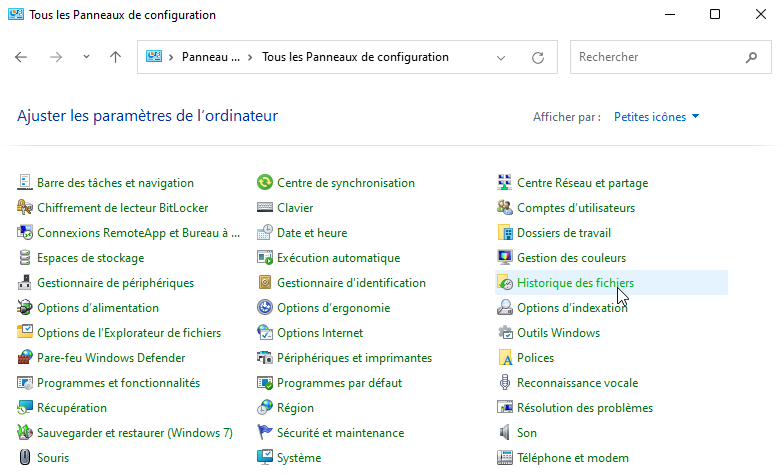 Tous les Panneaux de configuration
Panneau ... > Tous les Panneaux de configuration
Rechercher
Ajuster les paramètres de l'ordinateur
Afficher par : Petites icônes
Barre des tâches et navigation
Centre de synchronisation
Centre Réseau et partage
Chiffrement de lecteur BitLocker
Clavier
Comptes d'utilisateurs
Connexions RemoteApp et Bureau à ...
Date et heure
Dossiers de travail
Espaces de stockage
Exécution automatique
Gestion des couleurs
Gestionnaire de périphériques
Gestionnaire d'identification
Historique des fichiers
Options d'alimentation
Options d'ergonomie
Options d'indexation
Options de l'Explorateur de fichiers
Options Internet
Outils Windows
Pare-feu Windows Defender
Périphériques et imprimantes
Polices
Programmes et fonctionnalités
Programmes par défaut
Reconnaissance vocale
Récupération
Région
Résolution des problèmes
Sauvegarder et restaurer (Windows 7)
Sécurité et maintenance
Son
Souris
Système
Téléphone et modem